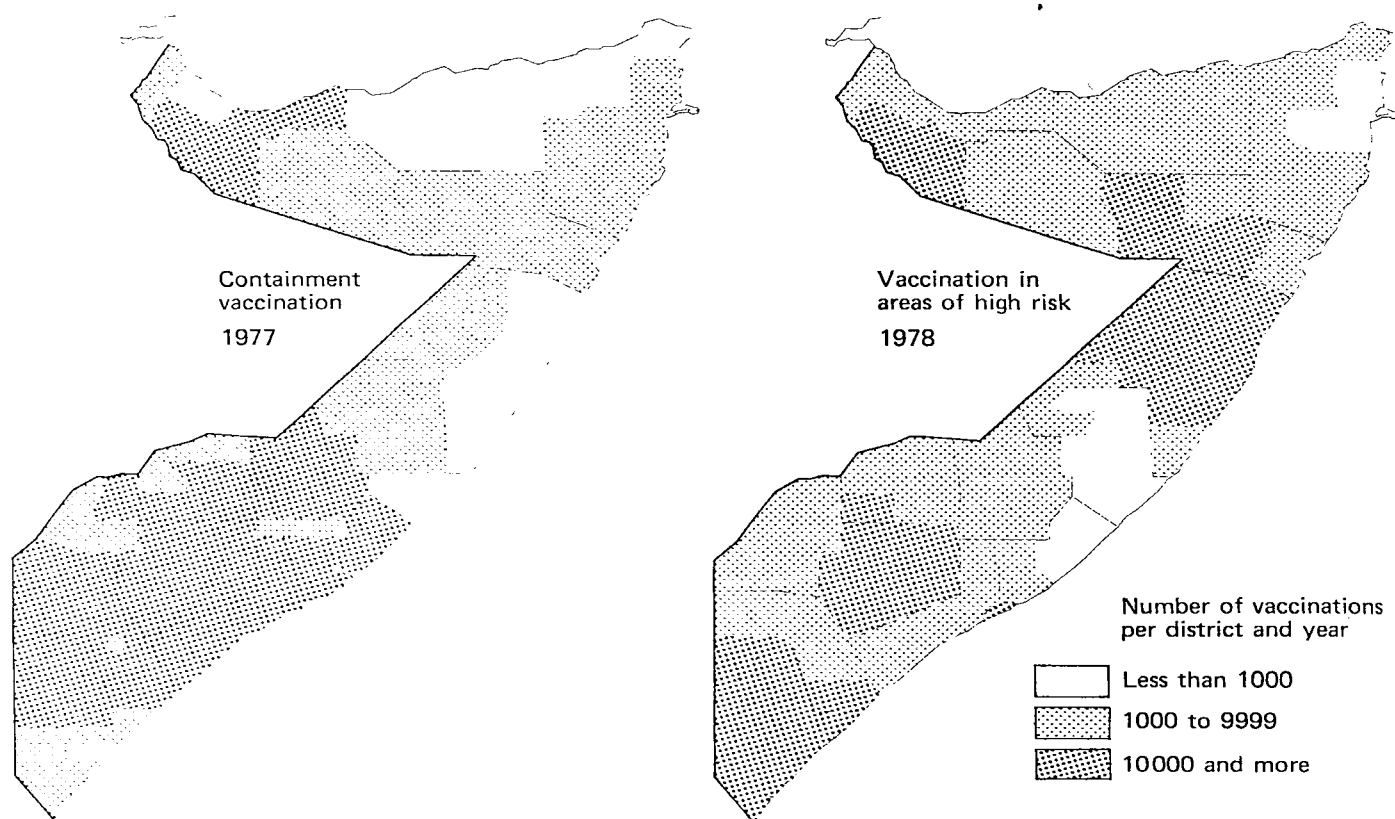 Containment
vaccination
1977
Vaccination in
areas of high risk
1978
Number of vaccinations
per district and year
Less than 1000
1000 to 9999
10000 and more